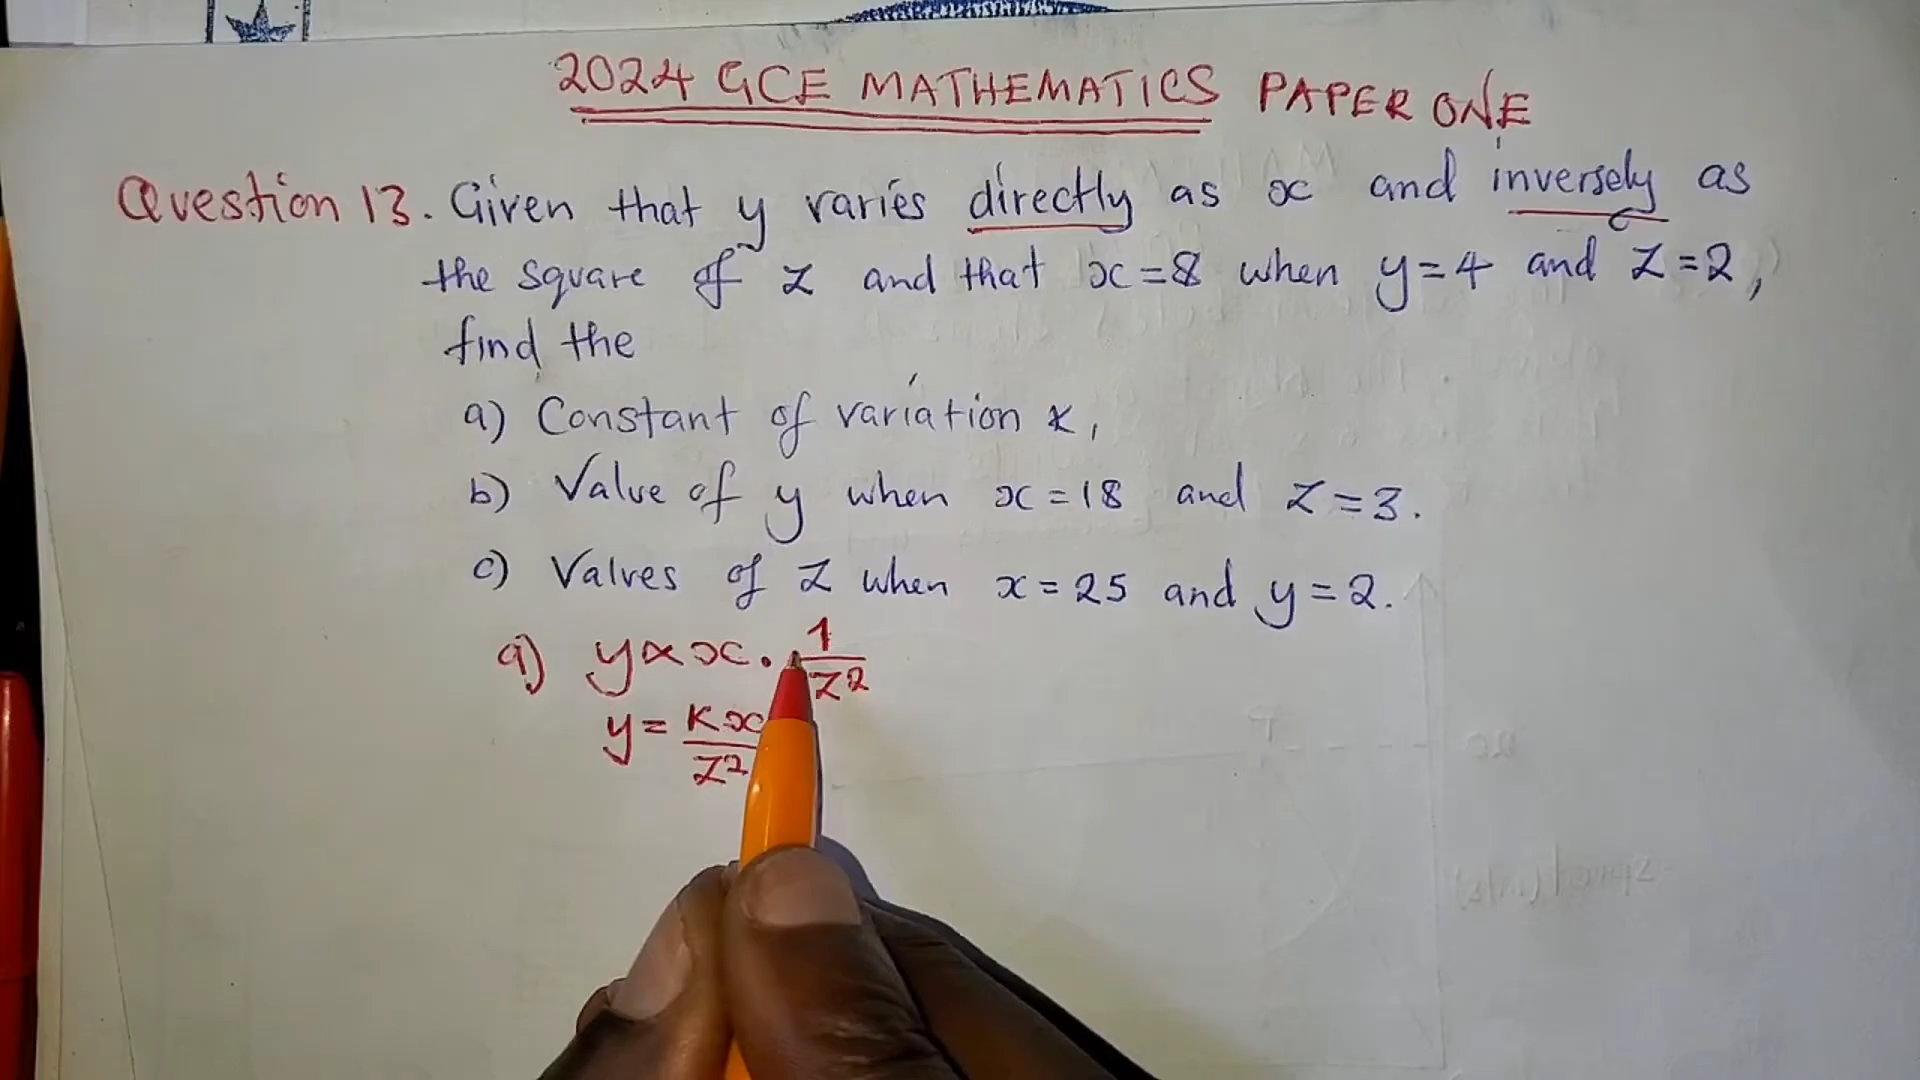 2024 GCE MATHEMATICS PAPER ONE
Question 13. Given that y varies directly as x and inversely as
the square of z and that x=8 when y=4 and z=2,
find the
a) Constant of variation k,
b) Value of y when x=18 and z=3.
c) Values of z when x=25 and y=2.
a) y∝x·1/z²
y=kx/z²